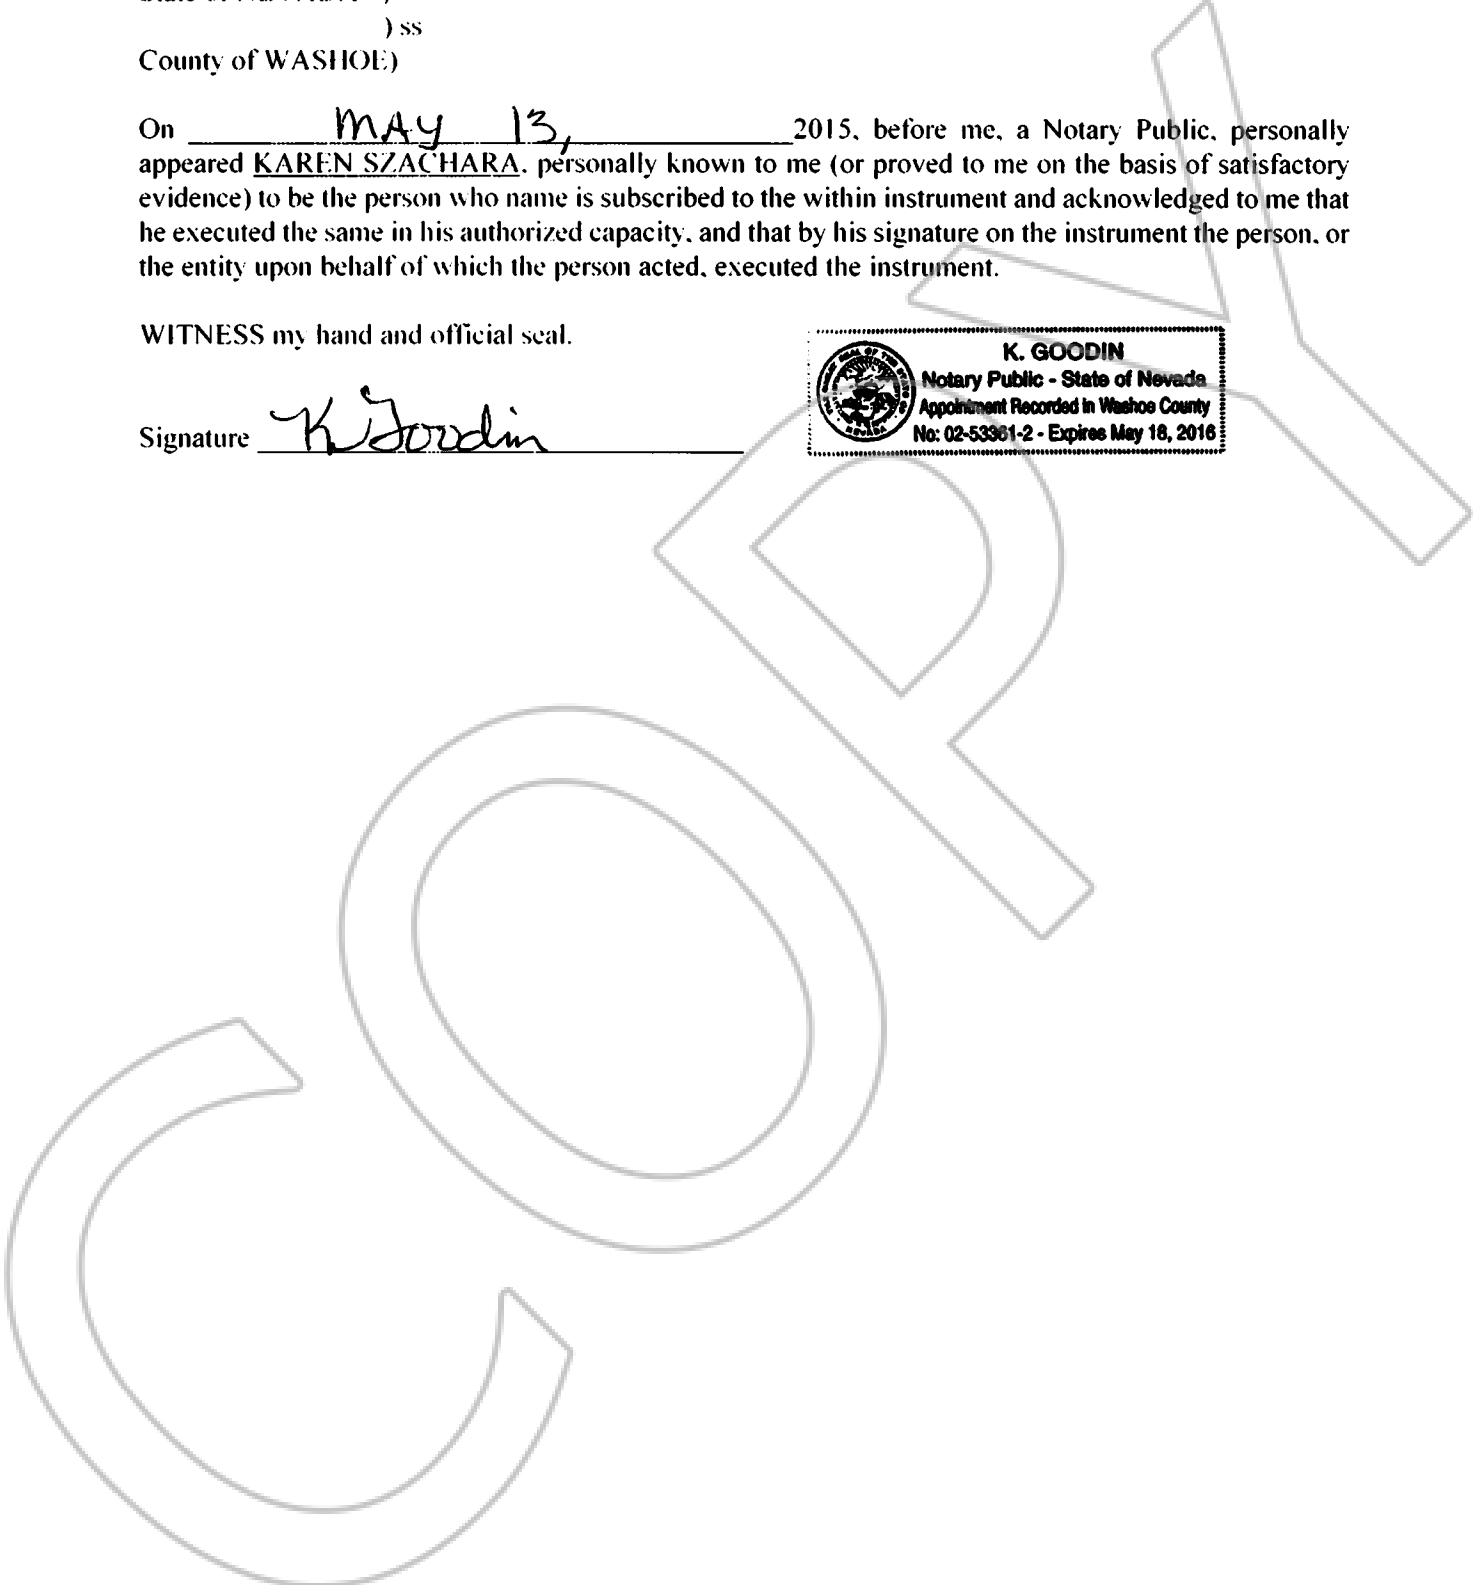 State of
) ss
County of WASHOE)
On MAY 13, 2015, before me, a Notary Public, personally
appeared KAREN SZACHARA, personally known to me (or proved to me on the basis of satisfactory
evidence) to be the person who name is subscribed to the within instrument and acknowledged to me that
he executed the same in his authorized capacity, and that by his signature on the instrument the person, or
the entity upon behalf of which the person acted, executed the instrument.
WITNESS my hand and official seal.
K. GOODIN
Notary Public - State of Nevada
Appointment Recorded in Washoe County
No: 02-53361-2 - Expires May 16, 2016
Signature K Goodin
COPY